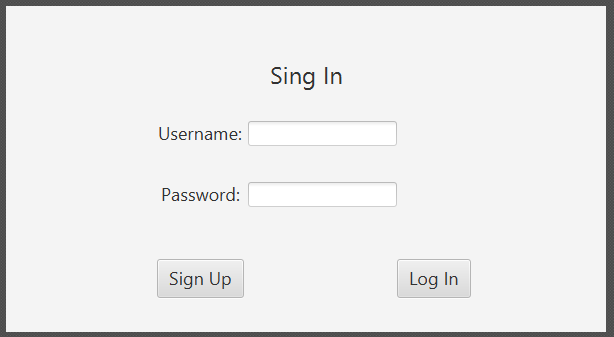 Sing In
Username:
Password:
Sign Up
Log In